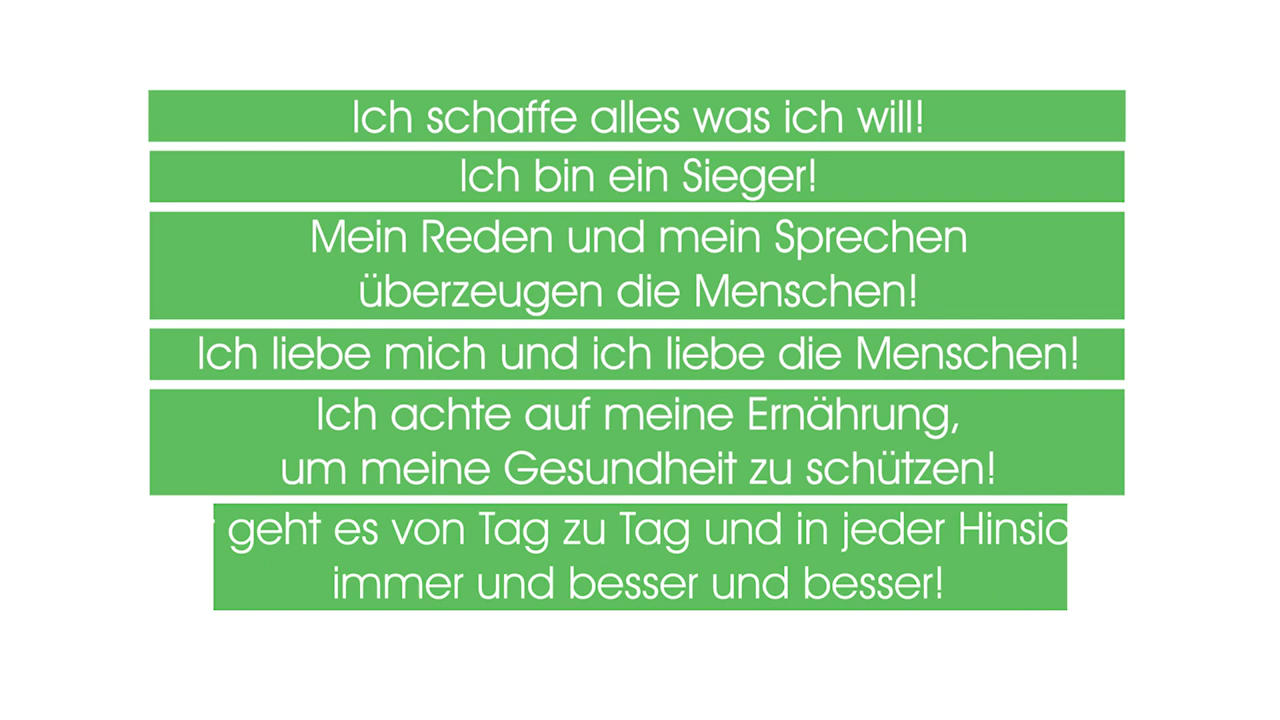 Ich schaffe alles was ich will!
Ich bin ein Sieger!
Mein Reden und mein Sprechen
überzeugen die Menschen!
Ich liebe mich und ich liebe die Menschen!
Ich achte auf meine Ernährung,
um meine Gesundheit zu schützen!
geht es von Tag zu Tag und in jeder
immer und besser und besser!